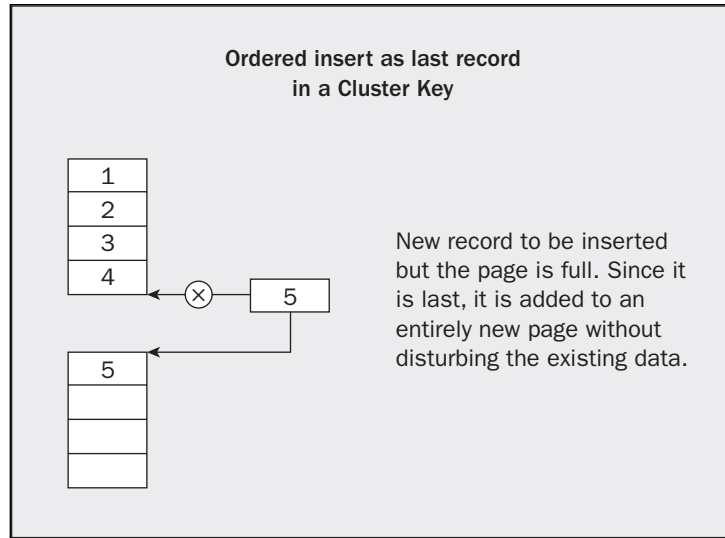 Ordered insert as last record
in a Cluster Key
1
2
3
4
5
5
New record to be inserted
but the page is full. Since it
is last, it is added to an
entirely new page without
disturbing the existing data.